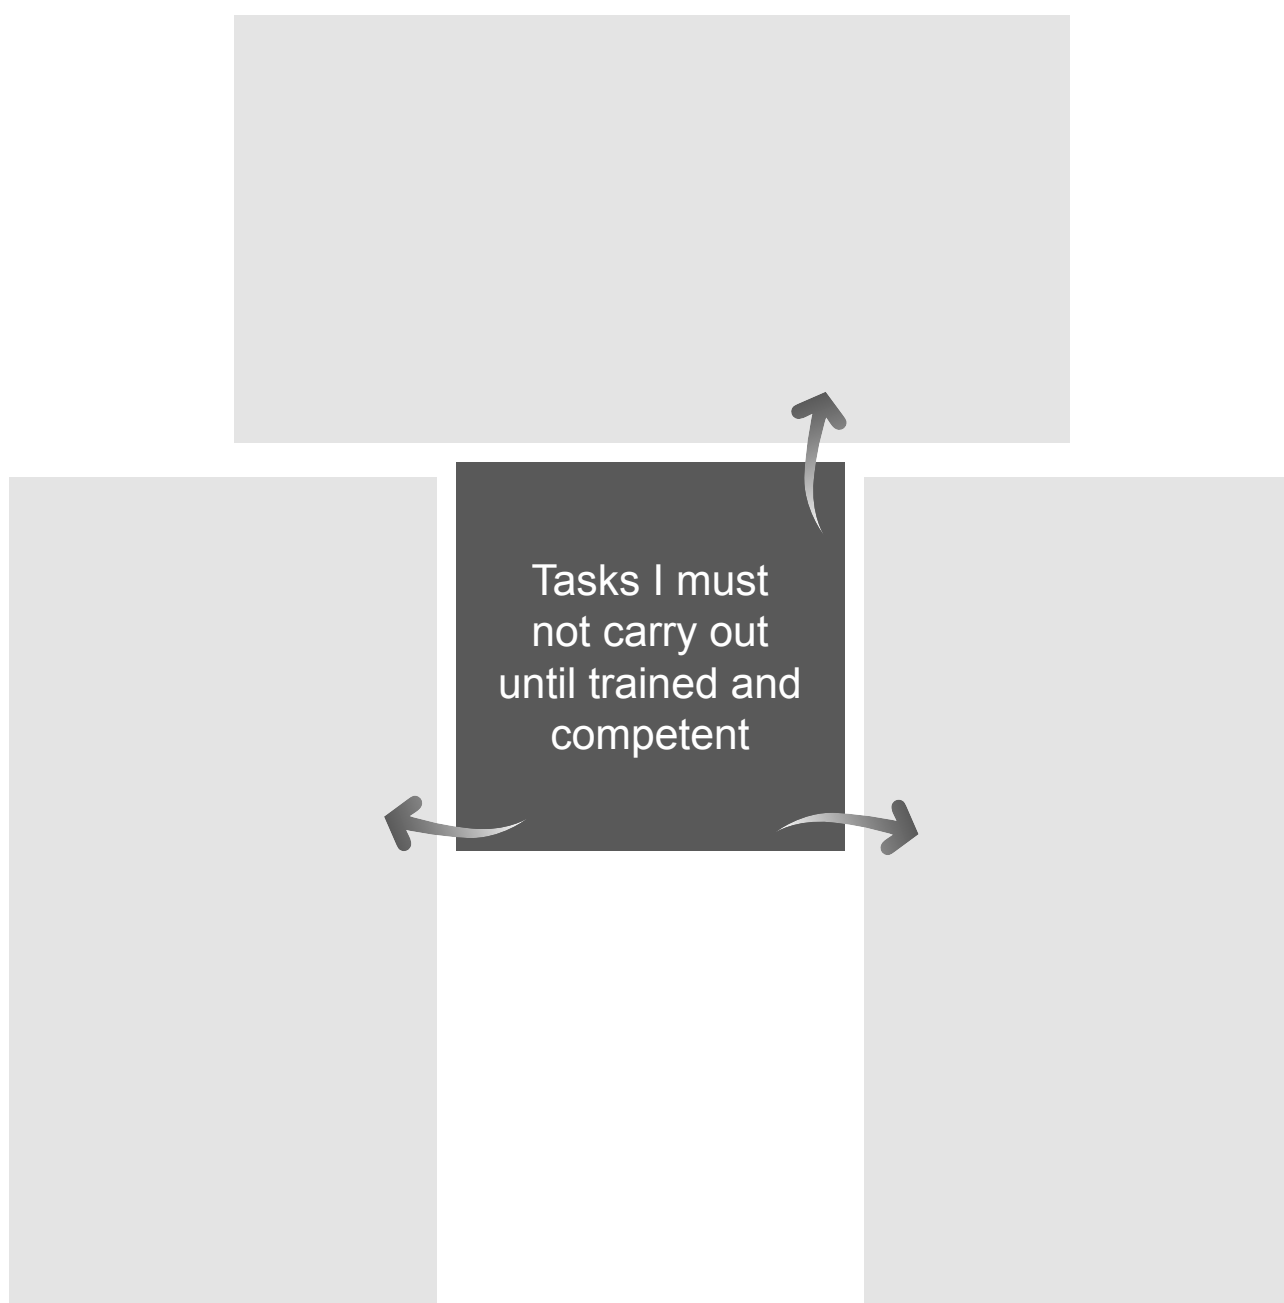 Tasks I must
not carry out
until trained and
competent